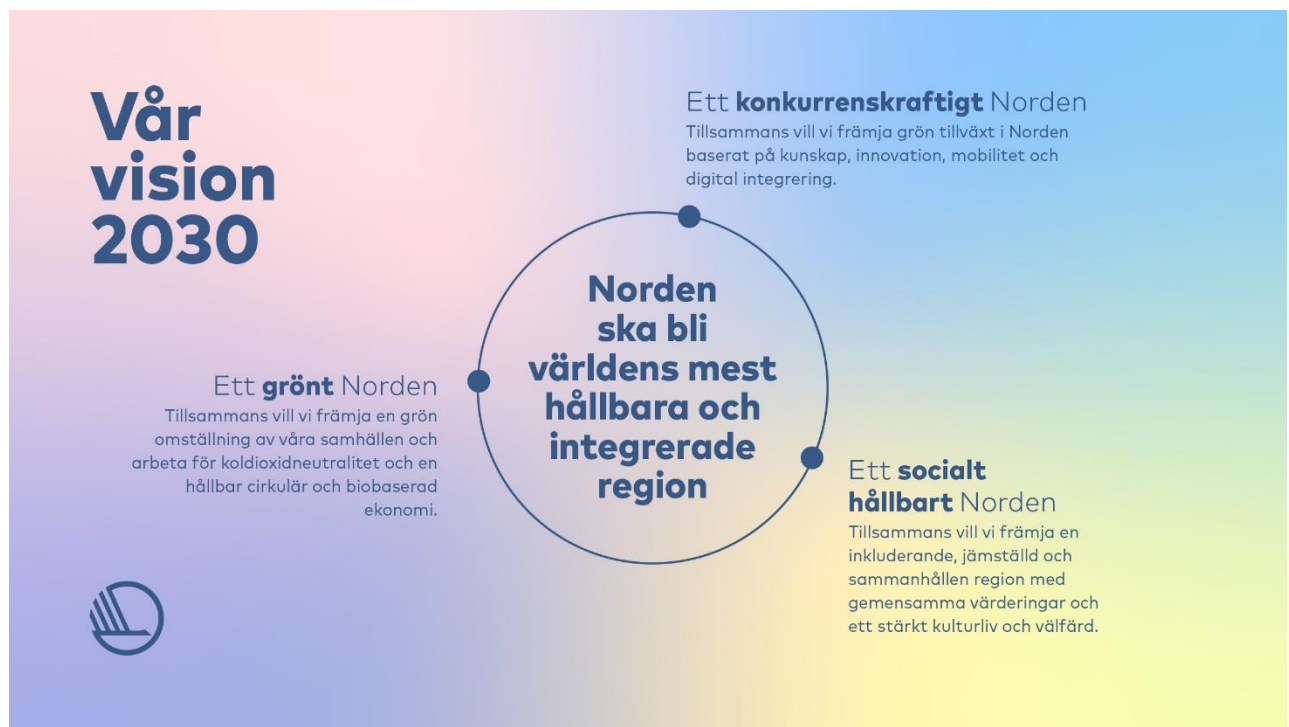 Vår
vision
2030
Ett konkurrenskraftigt Norden
Tillsammans vill vi främja grön tillväxt i Norden
baserat på kunskap, innovation, mobilitet och
digital integrering.
Norden
ska bli
världens mest
hållbara och
integrerade
region
Ett grönt Norden
Tillsammans vill vi främja en grön
omställning av våra samhällen och
arbeta för koldioxidneutralitet och en
hållbar cirkulär och biobaserad
ekonomi.
Ett socialt
hållbart Norden
Tillsammans vill vi främja en
inkluderande, jämställd och
sammanhållen region med
gemensamma värderingar och
ett stärkt kulturliv och välfärd.